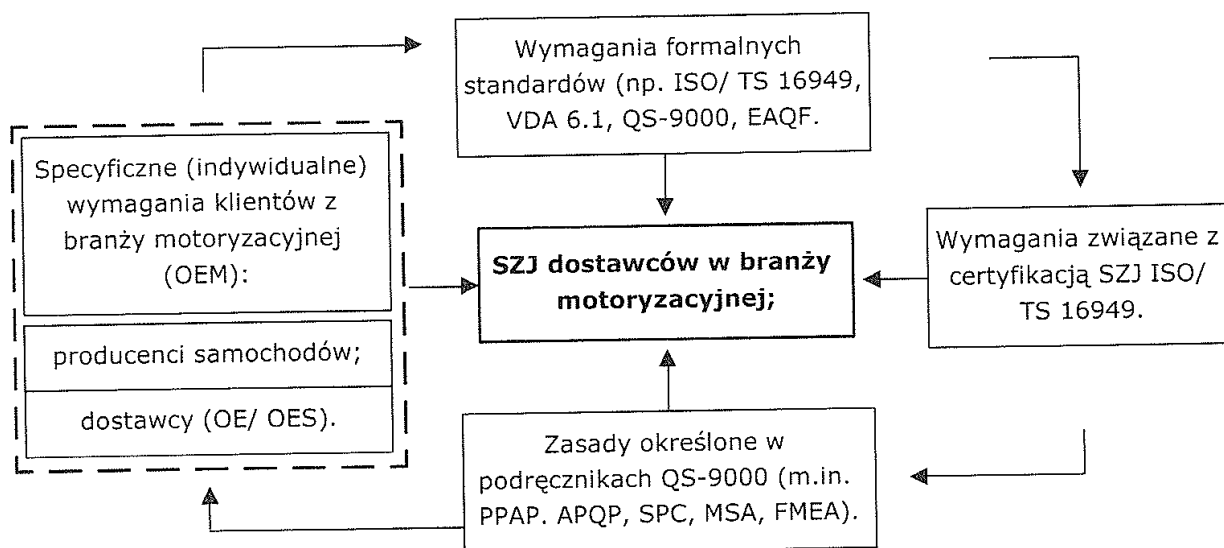 Wymagania formalnych
standardów (np. ISO/ TS 16949,
VDA 6.1, QS-9000, EAQF.
Specyficzne (indywidualne)
wymagania klientów z
branży motoryzacyjnej
(OEM):
producenci samochodów;
dostawcy (OE/ OES).
SZJ dostawców w branży
motoryzacyjnej;
Wymagania związane z
certyfikacją SZJ ISO/
TS 16949.
Zasady określone w
podręcznikach QS-9000 (m.in.
PPAP. APQP, SPC, MSA, FMEA).